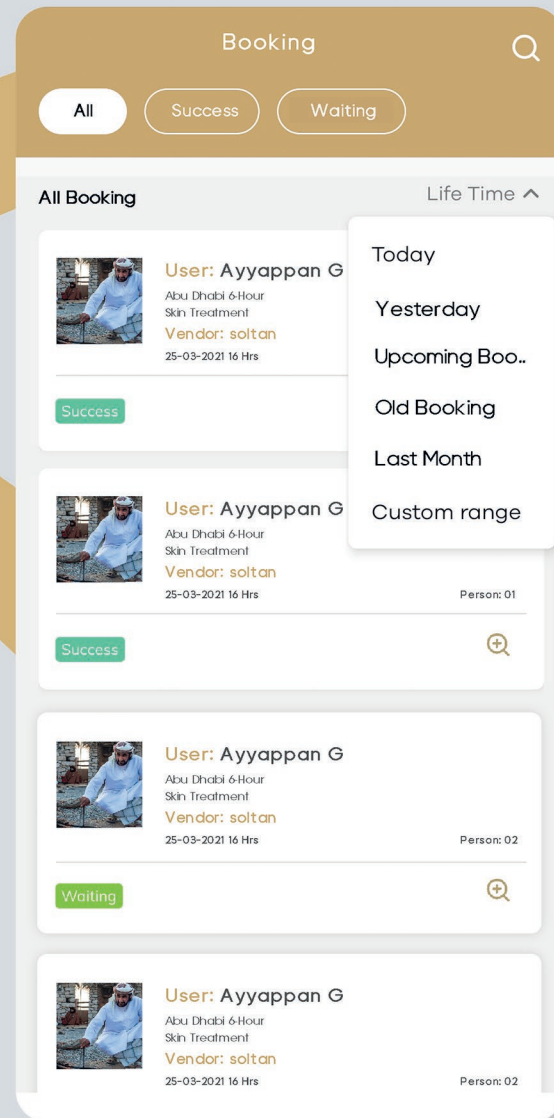 Booking
All
Success
Waiting
All Booking
Life Time
Today
Yesterday
Upcoming Boo..
Old Booking
Last Month
Custom range
User: Ayyappan G
Abu Dhabi 6-Hour
Skin Treatment
Vendor: soltan
25-03-2021 16 Hrs
Success
User: Ayyappan G
Abu Dhabi 6-Hour
Skin Treatment
Vendor: soltan
25-03-2021 16 Hrs
Person: 01
Success
User: Ayyappan G
Abu Dhabi 6-Hour
Skin Treatment
Vendor: soltan
25-03-2021 16 Hrs
Person: 02
Waiting
User: Ayyappan G
Abu Dhabi 6-Hour
Skin Treatment
Vendor: soltan
25-03-2021 16 Hrs
Person: 02